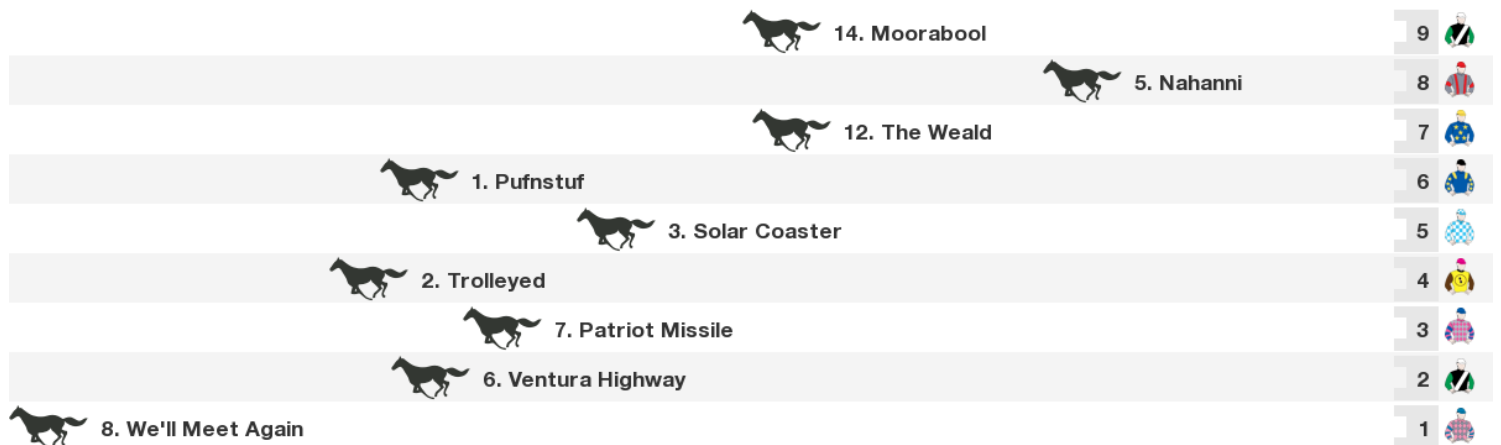 14. Moorabool 9
5. Nahanni 8
12. The Weald 7
1. Pufnstuf 6
3. Solar Coaster 5
2. Trolleyed 4
7. Patriot Missile 3
6. Ventura Highway 2
8. We'll Meet Again 1